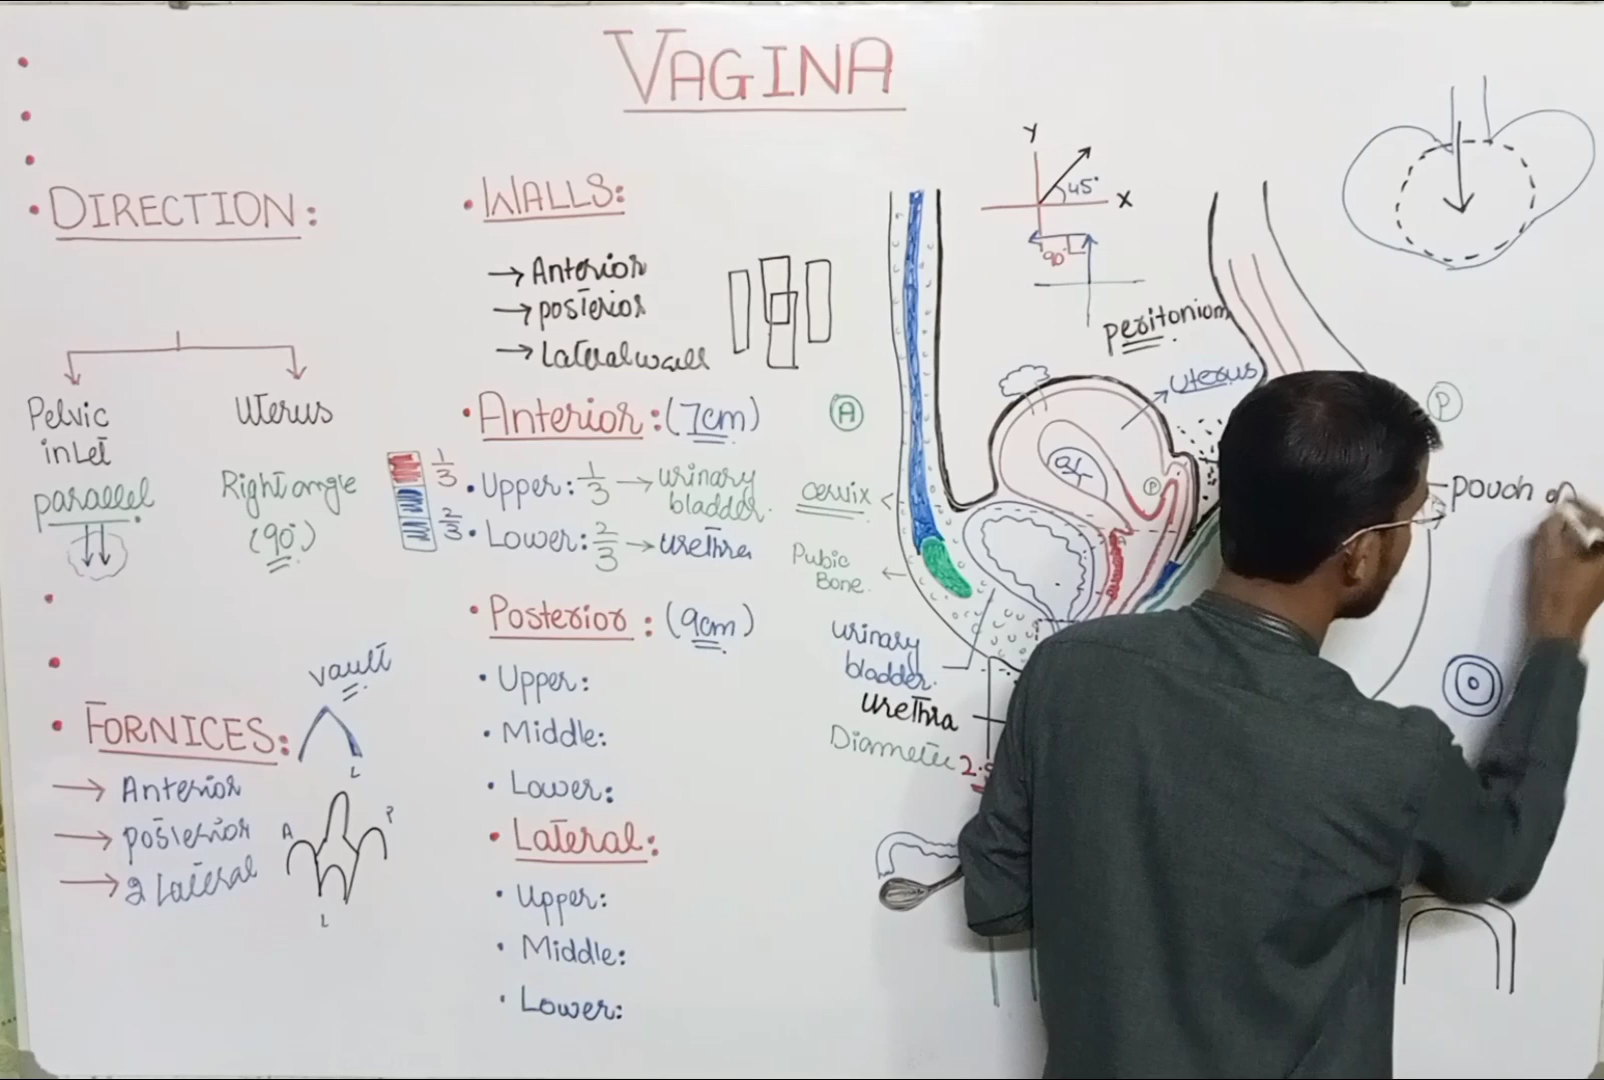 VAGINA
• DIRECTION:
Pelvic
inlet
parallel
Uterus
Right angle
(90°)
vault
• FORNICES:
→ Anterior
→ posterior
→ 2 Lateral
L
A
P
L
• WALLS:
→ Anterior
→ posterior
→ Lateral wall
• Anterior: (7cm)
1/3
• Upper: 1/3 → urinary
bladder.
2/3
• Lower: 2/3 → urethra
• Posterior: (9cm)
• Upper:
• Middle:
• Lower:
• Lateral:
• Upper:
• Middle:
• Lower:
Y
45°
X
90°
peritoniom
uterus
A
P
P
cervix
Pubic
Bone.
urinary
bladder.
urethra
Diameter
pouch